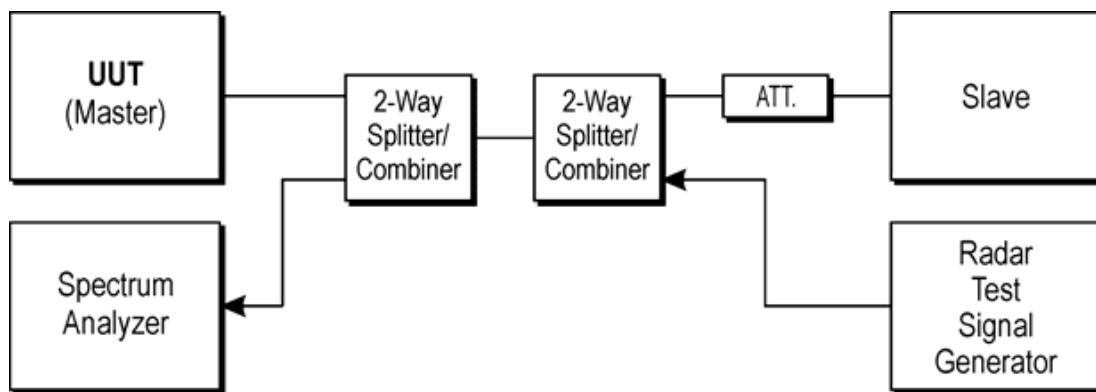 UUT
(Master)
2-Way
Splitter/
Combiner
2-Way
Splitter/
Combiner
ATT.
Slave
Spectrum
Analyzer
Radar
Test
Signal
Generator